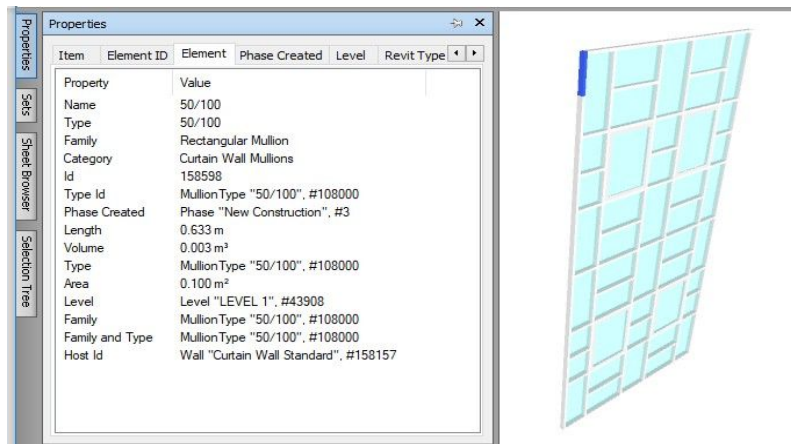 Properties
Sets
Sheet Browser
Selection Tree
Properties
Item Element ID Element Phase Created Level Revit Type
Property Value
Name 50/100
Type 50/100
Family Rectangular Mullion
Category Curtain Wall Mullions
Id 158598
Type Id MullionType "50/100", #108000
Phase Created Phase "New Construction", #3
Length 0.633 m
Volume 0.003 m³
Type MullionType "50/100", #108000
Area 0.100 m²
Level Level "LEVEL 1", #43908
Family MullionType "50/100", #108000
Family and Type MullionType "50/100", #108000
Host Id Wall "Curtain Wall Standard", #158157